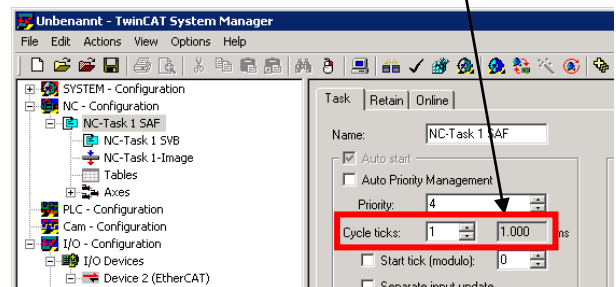 Unbenannt - TwinCAT System Manager
File Edit Actions View Options Help
SYSTEM - Configuration
NC - Configuration
NC-Task 1 SAF
NC-Task 1 SVB
NC-Task 1-Image
Tables
Axes
PLC - Configuration
Cam - Configuration
I/O - Configuration
I/O Devices
Device 2 (EtherCAT)
Task Retain Online
Name: NC-Task 1 SAF
Auto start
Auto Priority Management
Priority: 4
Cycle ticks: 1 1.000 ms
Start tick (modulo): 0
Separate input update